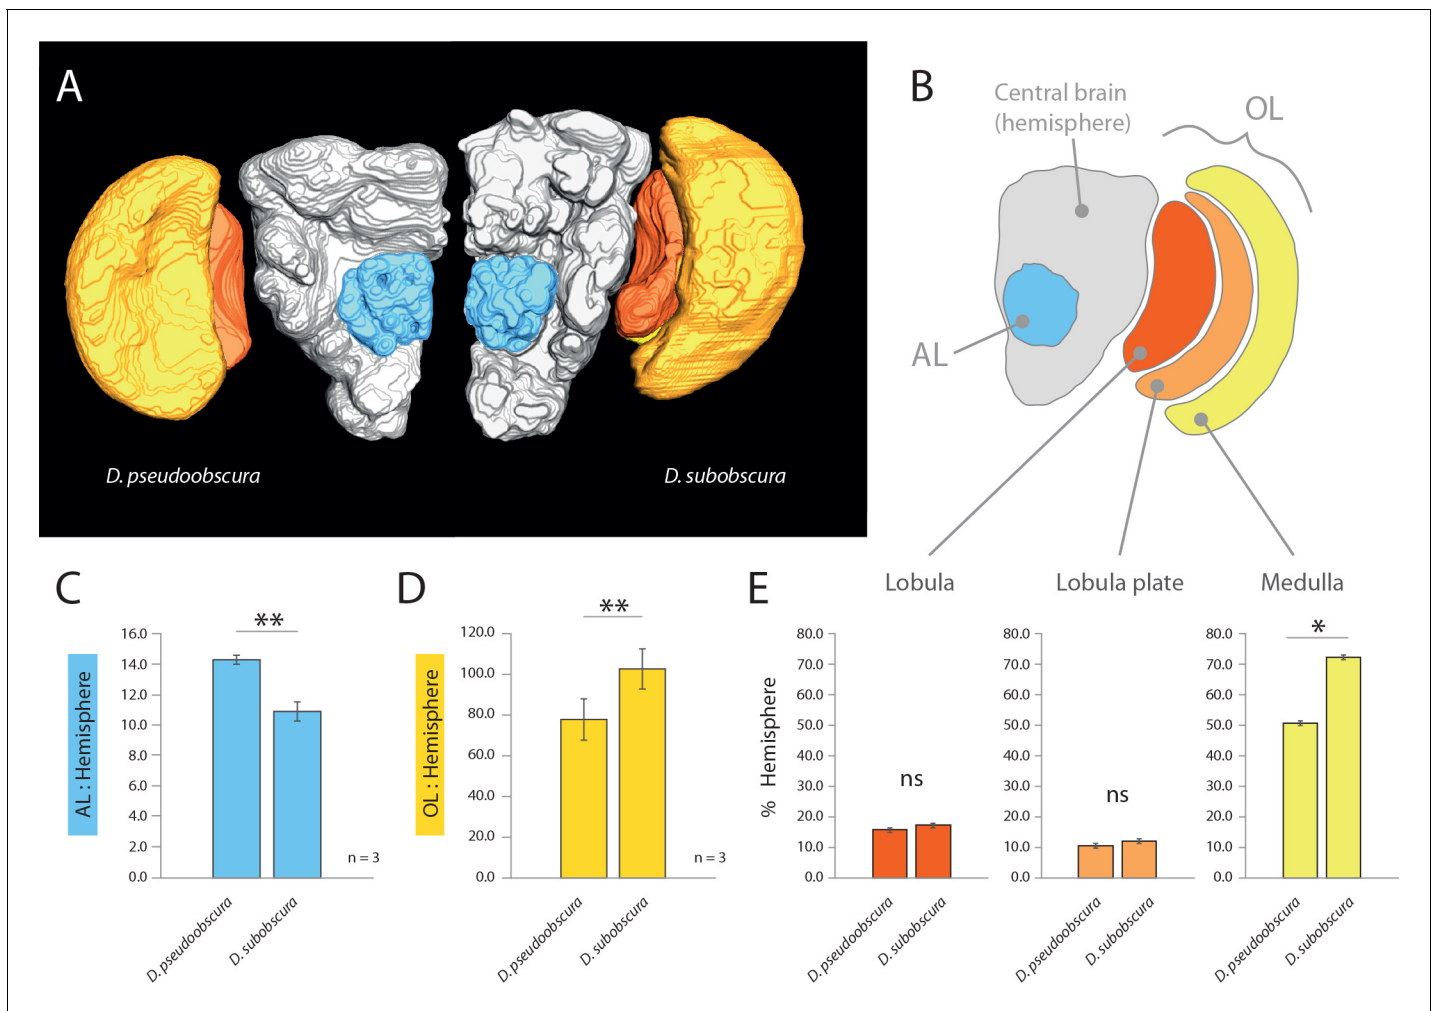 A
D. pseudoobscura
D. subobscura
B
Central brain
(hemisphere)
OL
AL
Lobula
Lobula plate
Medulla
C
AL : Hemisphere
16.0
14.0
12.0
10.0
8.0
6.0
4.0
2.0
0.0
**
n = 3
D. pseudoobscura
D. subobscura
D
OL : Hemisphere
120.0
100.0
80.0
60.0
40.0
20.0
0.0
**
n = 3
D. pseudoobscura
D. subobscura
E
% Hemisphere
80.0
70.0
60.0
50.0
40.0
30.0
20.0
10.0
0.0
ns
D. pseudoobscura
D. subobscura
80.0
70.0
60.0
50.0
40.0
30.0
20.0
10.0
0.0
ns
D. pseudoobscura
D. subobscura
80.0
70.0
60.0
50.0
40.0
30.0
20.0
10.0
0.0
*
D. pseudoobscura
D. subobscura